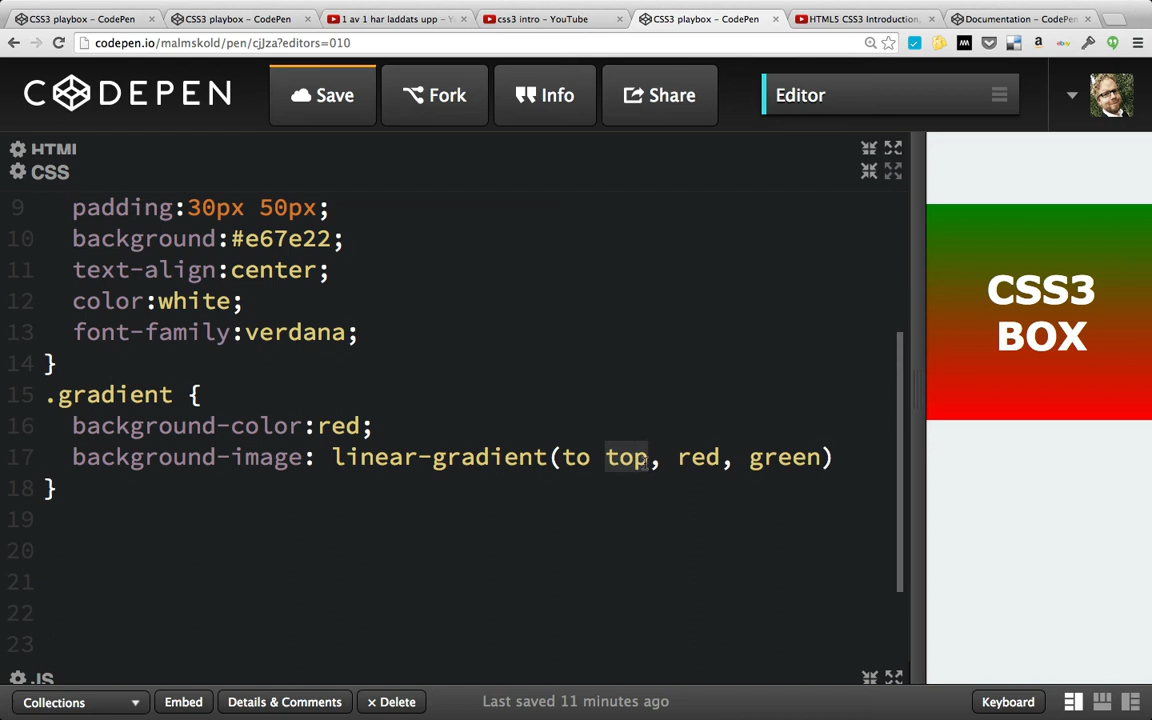 CSS3 playbox - CodePen
CSS3 playbox - CodePen
1 av 1 har laddats upp - Yo
css3 intro - YouTube
CSS3 playbox - CodePen
HTML5 CSS3 Introduction,
Documentation - CodePen
codepen.io/malmskold/pen/cjJza?editors=010
CODEPEN
Save
Fork
Info
Share
Editor
HTML
CSS
9 padding:30px 50px;
10 background:#e67e22;
11 text-align:center;
12 color:white;
13 font-family:verdana;
14 }
15 .gradient {
16 background-color:red;
17 background-image: linear-gradient(to top, red, green)
18 }
19
20
21
22
23
CSS3
BOX
JS
Collections
Embed
Details & Comments
× Delete
Last saved 11 minutes ago
Keyboard